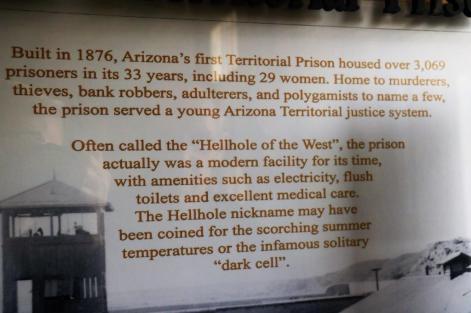 Territorial Pris
Built in 1876, Arizona's first Territorial Prison housed over 3,069
prisoners in its 33 years, including 29 women. Home to murderers,
thieves, bank robbers, adulterers, and polygamists to name a few,
the prison served a young Arizona Territorial justice system.
Often called the "Hellhole of the West", the prison
actually was a modern facility for its time,
with amenities such as electricity, flush
toilets and excellent medical care.
The Hellhole nickname may have
been coined for the scorching summer
temperatures or the infamous solitary
"dark cell".